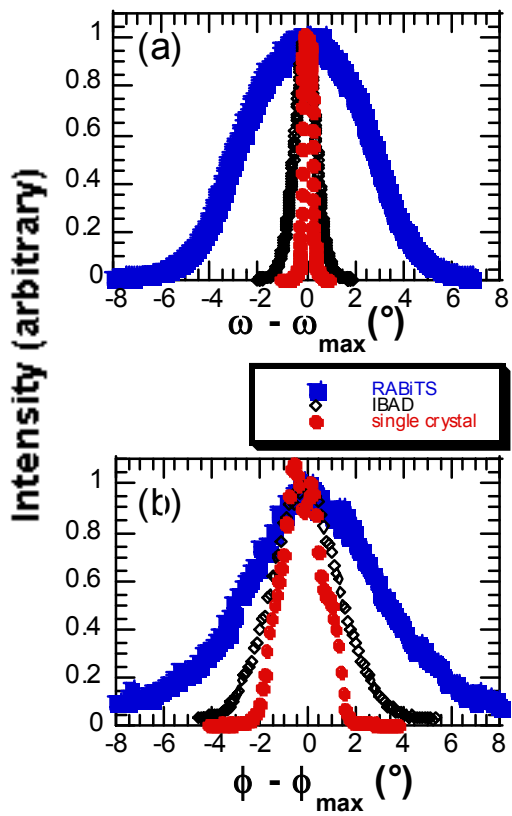 (a)
1
0.8
0.6
0.4
0.2
0
-8 -6 -4 -2 0 2 4 6 8
ω - ω max (°)
Intensity (arbitrary)
RABiTS
IBAD
single crystal
(b)
1
0.8
0.6
0.4
0.2
0
-8 -6 -4 -2 0 2 4 6 8
ϕ - ϕ max (°)